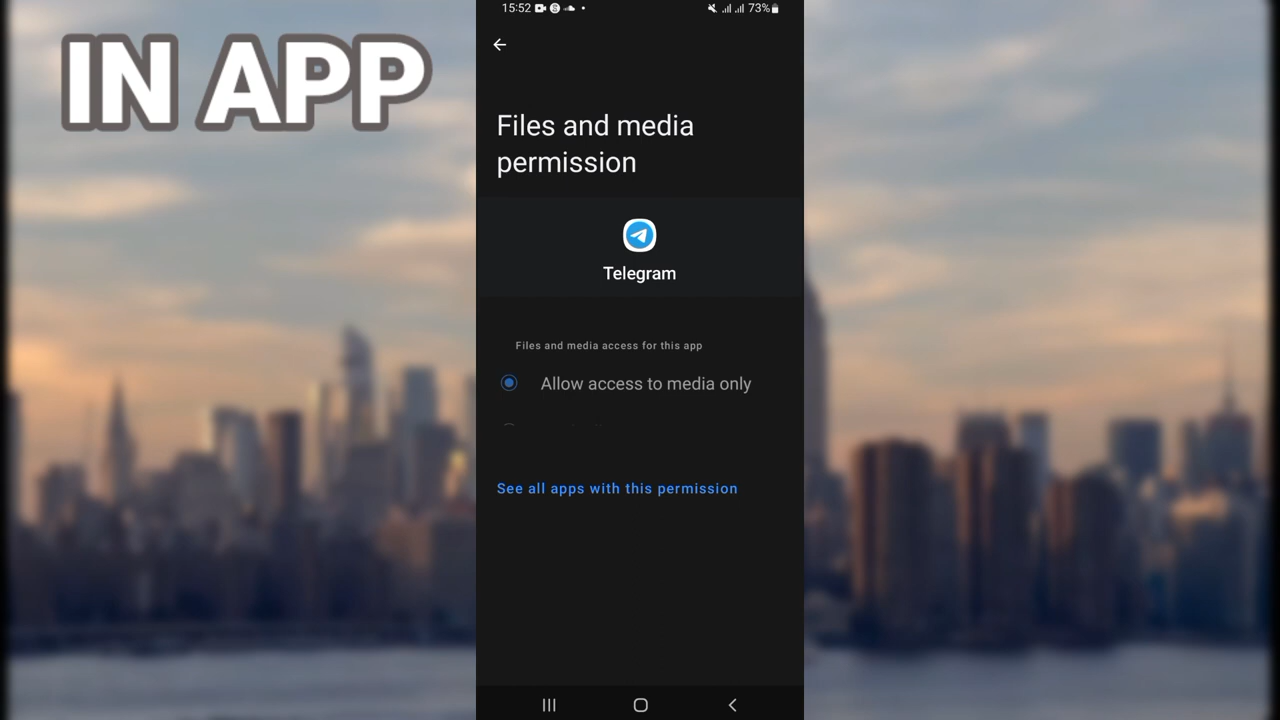 IN APP
15:52
73%
Files and media
permission
Telegram
Files and media access for this app
Allow access to media only
See all apps with this permission